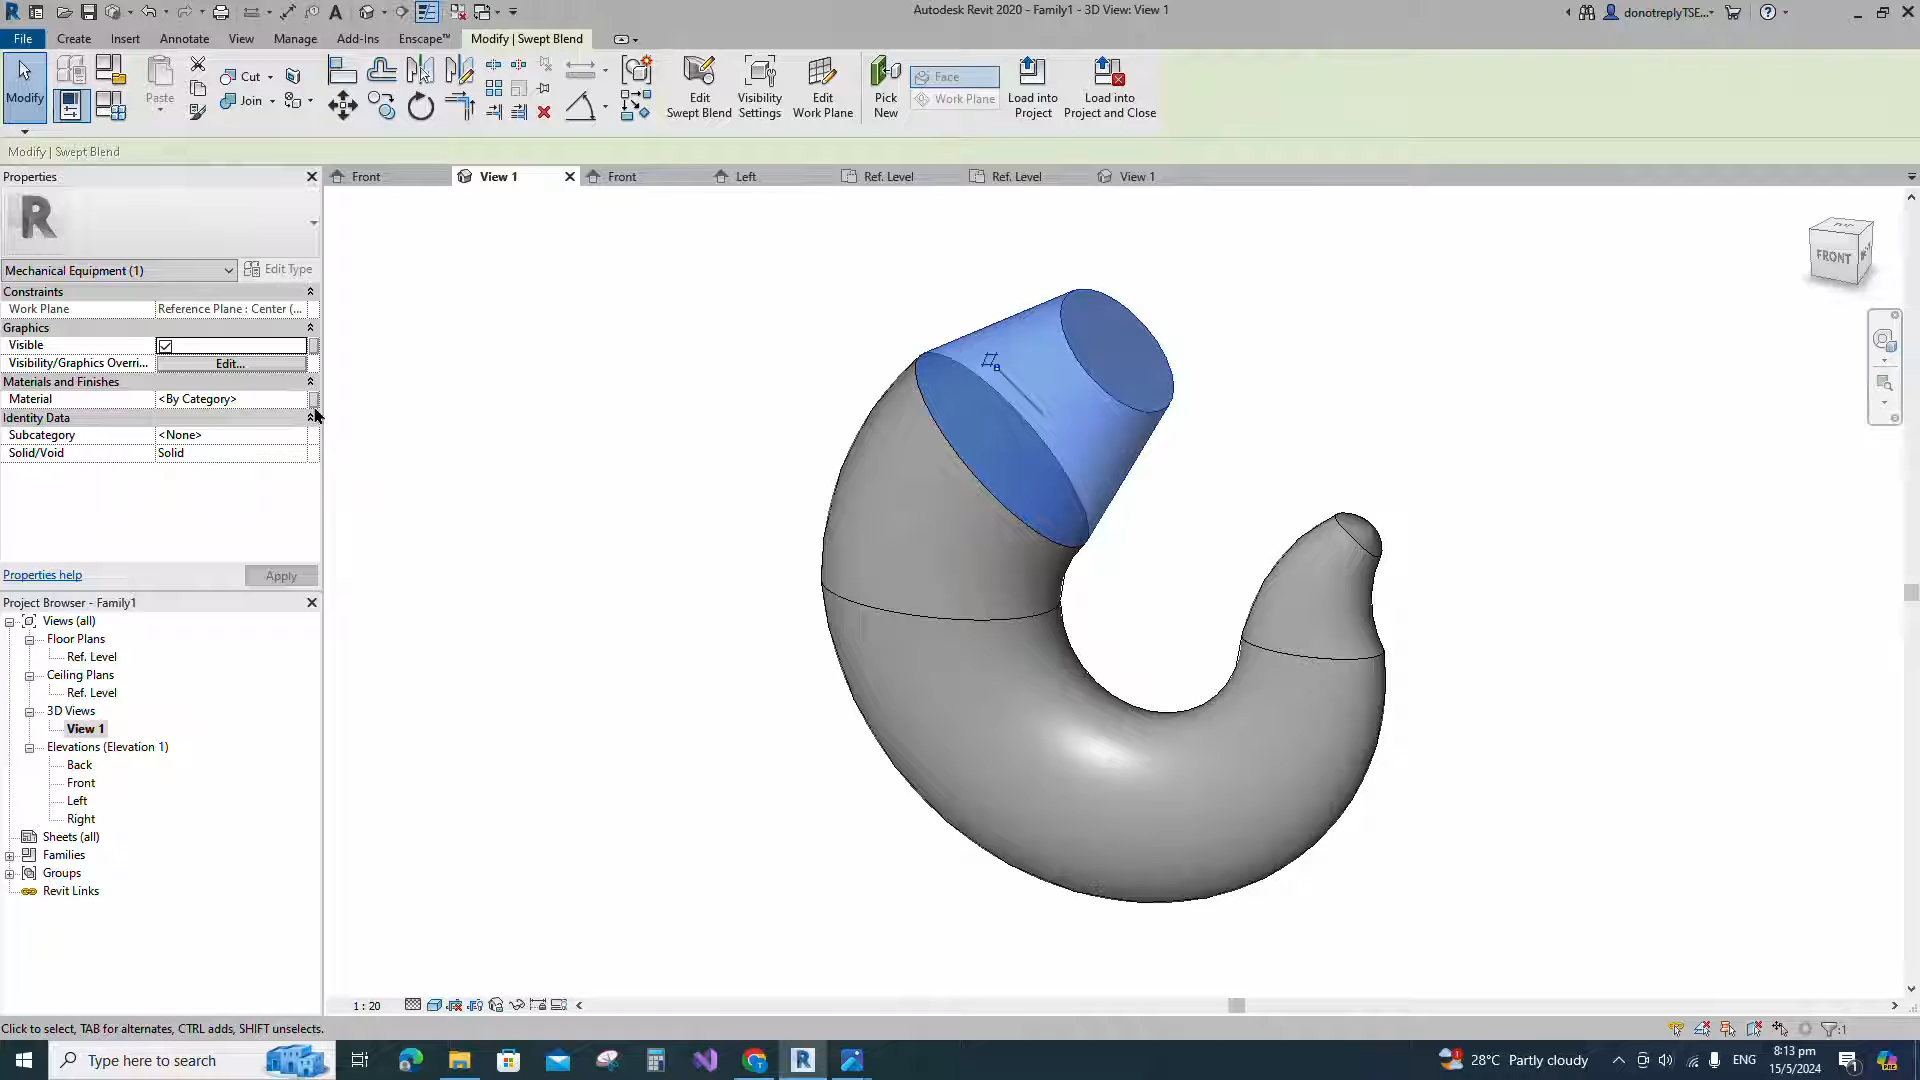 Autodesk Revit 2020 - Family1 - 3D View: View 1
donotreplyTSE...
File Create Insert Annotate View Manage Add-Ins Enscape™ Modify | Swept Blend
Modify
Paste
Cut
Join
Edit Swept Blend
Visibility Settings
Edit Work Plane
Pick New
Face
Work Plane
Load into Project
Load into Project and Close
Modify | Swept Blend
Properties
Front
View 1
Front
Left
Ref. Level
Ref. Level
View 1
R
Mechanical Equipment (1)
Edit Type
Constraints
Work Plane Reference Plane : Center (...
Graphics
Visible
Visibility/Graphics Overri... Edit...
Materials and Finishes
Material <By Category>
Identity Data
Subcategory <None>
Solid/Void Solid
Properties help
Apply
Project Browser - Family1
Views (all)
Floor Plans
Ref. Level
Ceiling Plans
Ref. Level
3D Views
View 1
Elevations (Elevation 1)
Back
Front
Left
Right
Sheets (all)
Families
Groups
Revit Links
FRONT
1 : 20
Click to select, TAB for alternates, CTRL adds, SHIFT unselects.
:1
Type here to search
28°C Partly cloudy
ENG
8:13 pm
15/5/2024